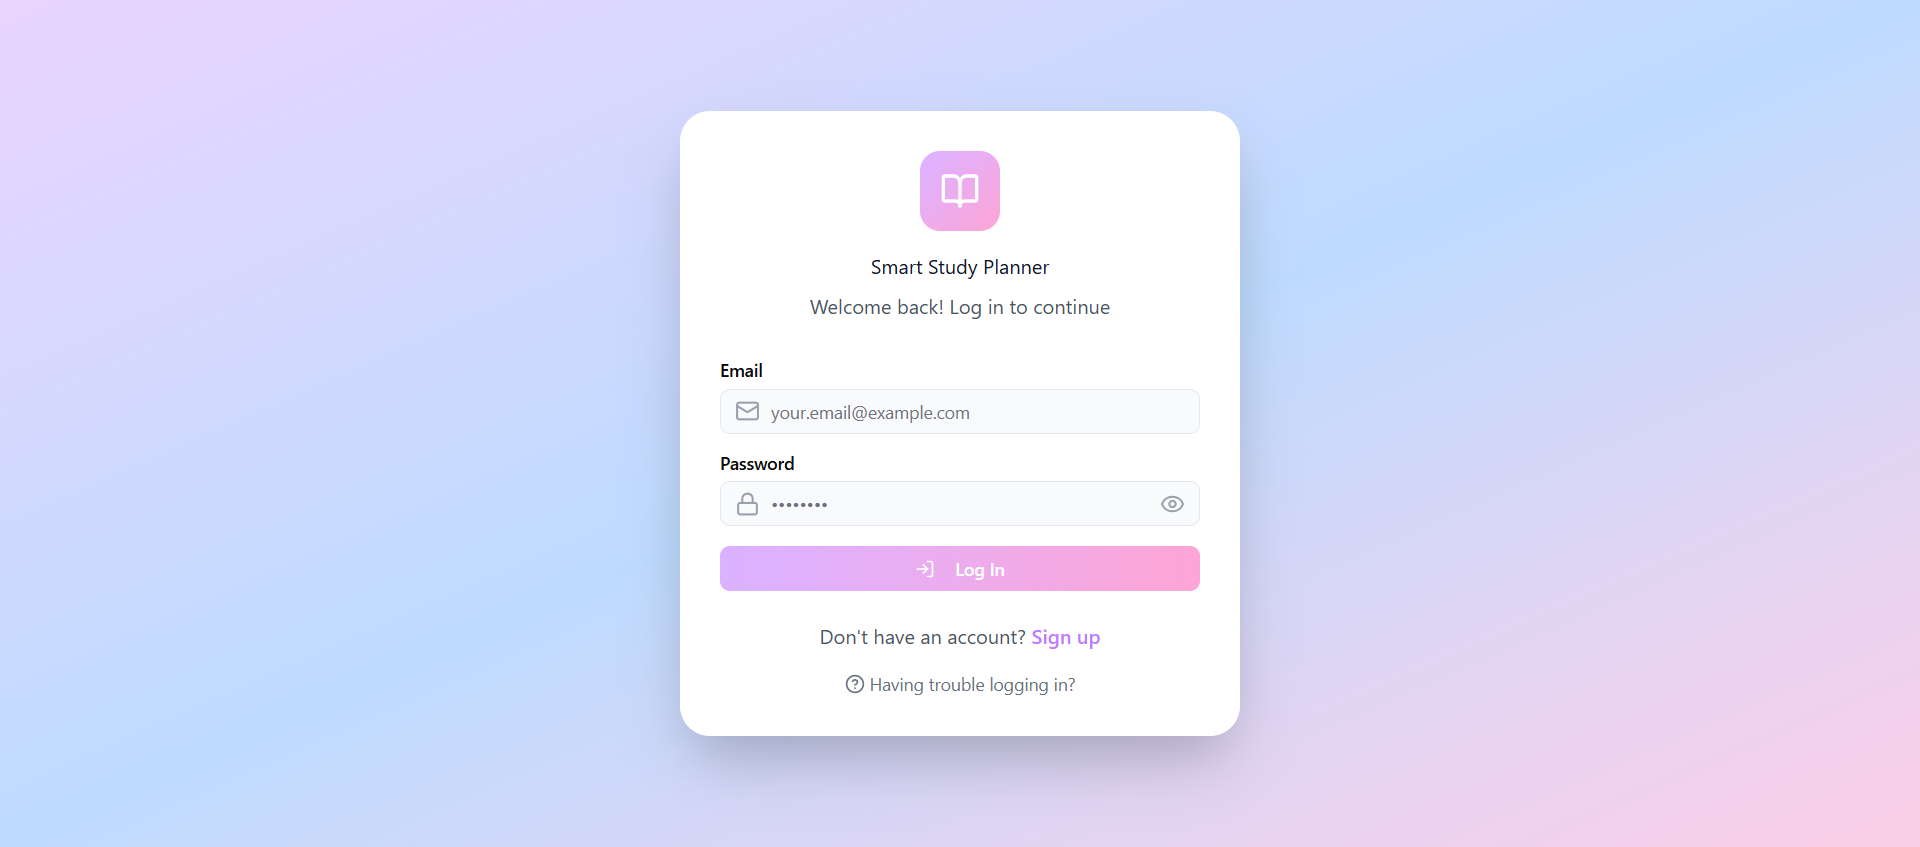 Smart Study Planner
Welcome back! Log in to continue
Email
your.email@example.com
Password
••••••••
Log In
Don't have an account? Sign up
Having trouble logging in?